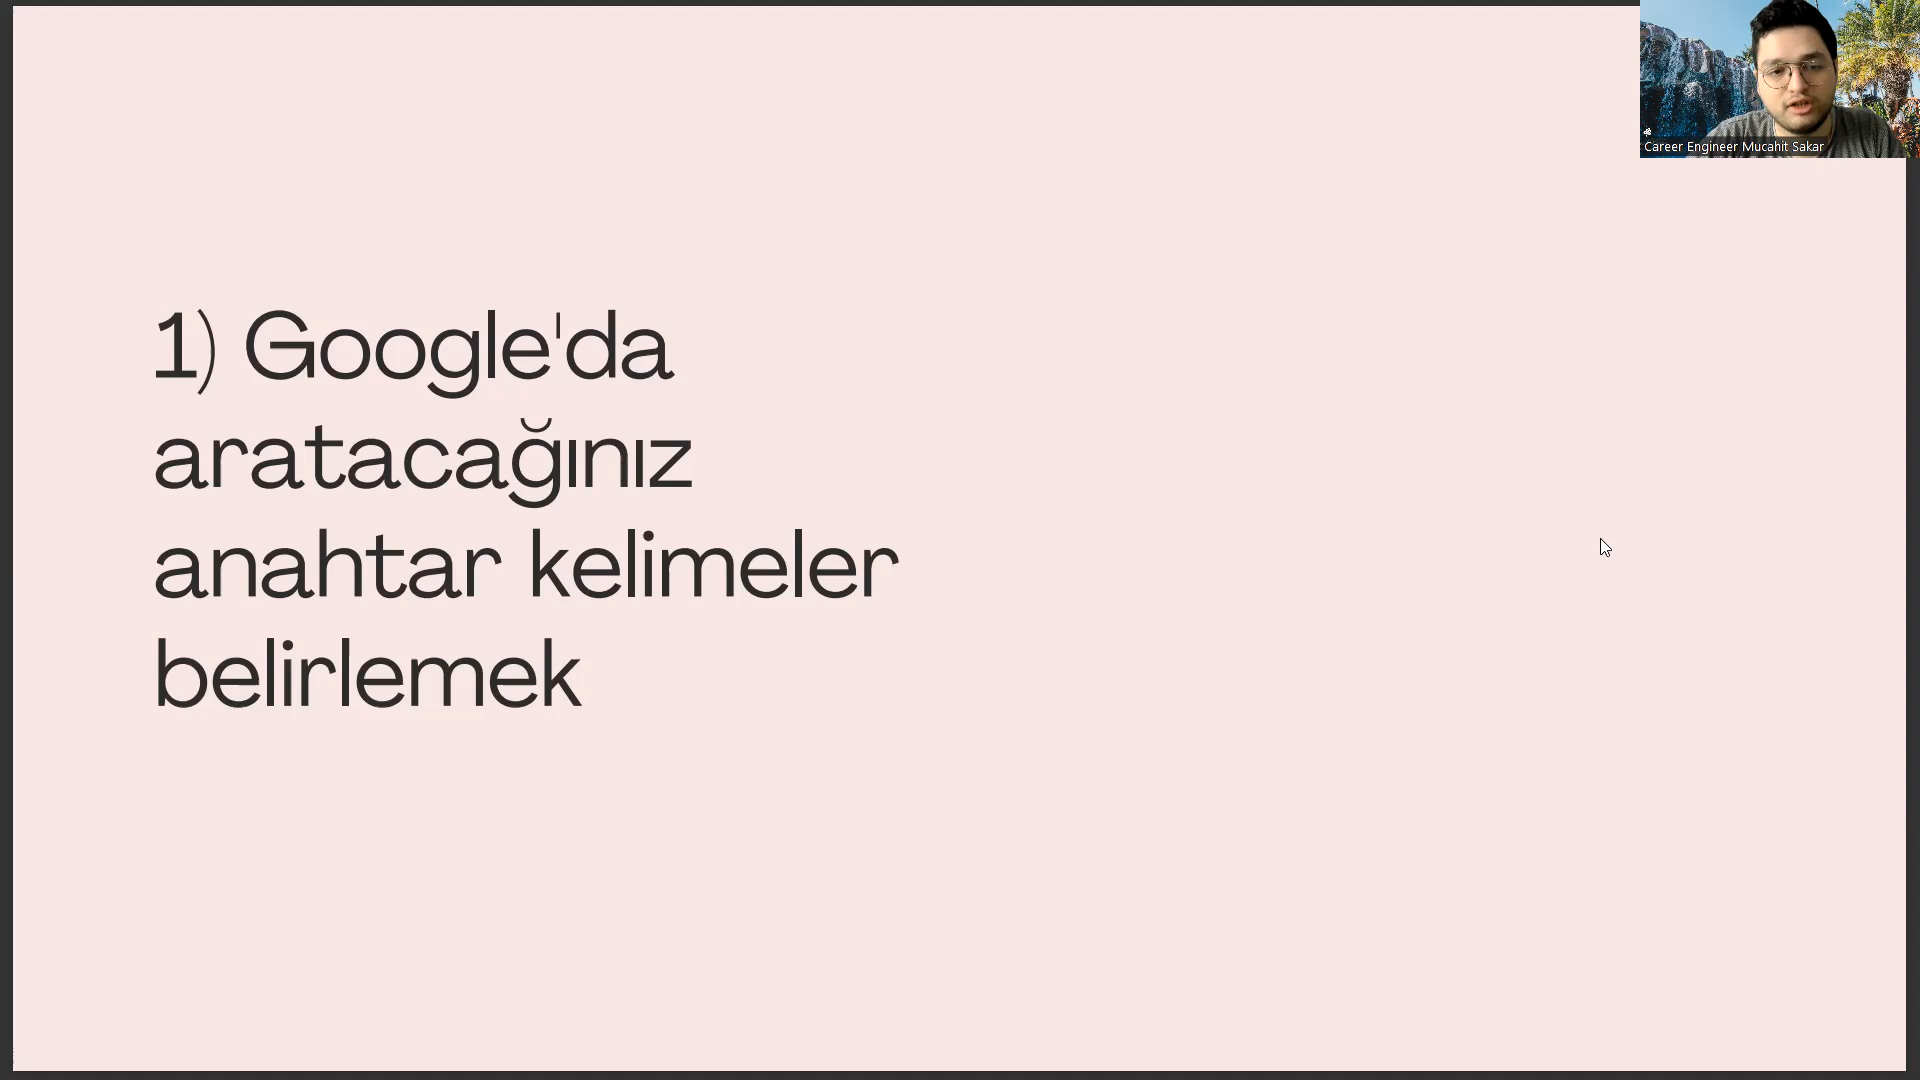 1) Google'da
aratacağınız
anahtar kelimeler
belirlemek
Career Engineer Mucahit Sakar